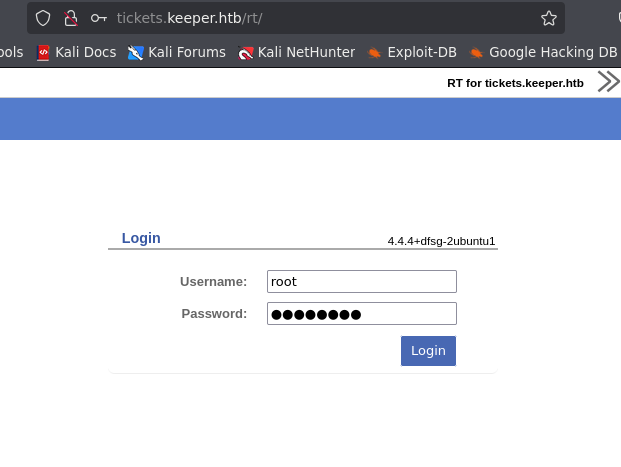 tickets.keeper.htb/rt/
ools Kali Docs Kali Forums Kali NetHunter Exploit-DB Google Hacking DB
RT for tickets.keeper.htb
Login 4.4.4+dfsg-2ubuntu1
Username: root
Password: ●●●●●●●●
Login